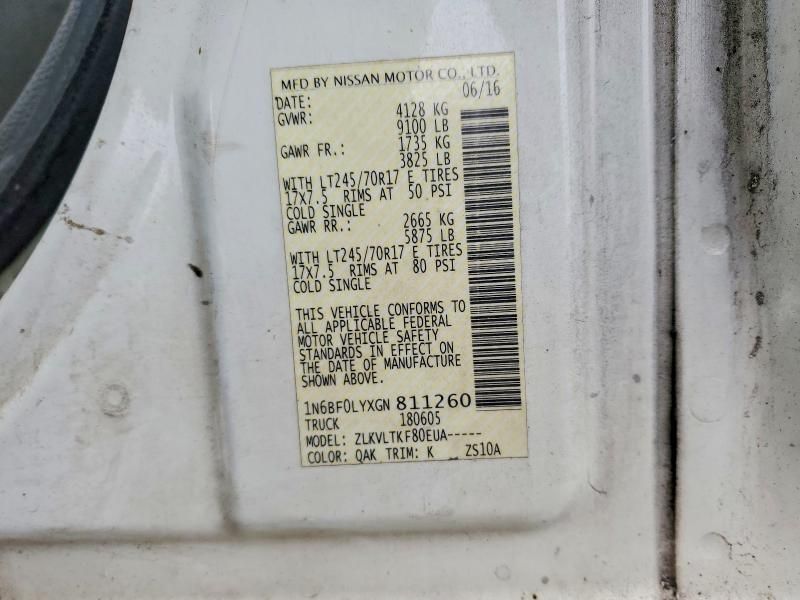 MFD BY NISSAN MOTOR CO., LTD.
DATE: 06/16
GVWR: 4128 KG
9100 LB
GAWR FR.: 1735 KG
3825 LB
WITH LT245/70R17 E TIRES
17X7.5 RIMS AT 50 PSI
COLD SINGLE
GAWR RR.: 2665 KG
5875 LB
WITH LT245/70R17 E TIRES
17X7.5 RIMS AT 80 PSI
COLD SINGLE
THIS VEHICLE CONFORMS TO
ALL APPLICABLE FEDERAL
MOTOR VEHICLE SAFETY
STANDARDS IN EFFECT ON
THE DATE OF MANUFACTURE
SHOWN ABOVE.
1N6BF0LYXGN 811260
TRUCK 180605
MODEL: ZLKVLTKF80EUA-----
COLOR: QAK TRIM: K ZS10A